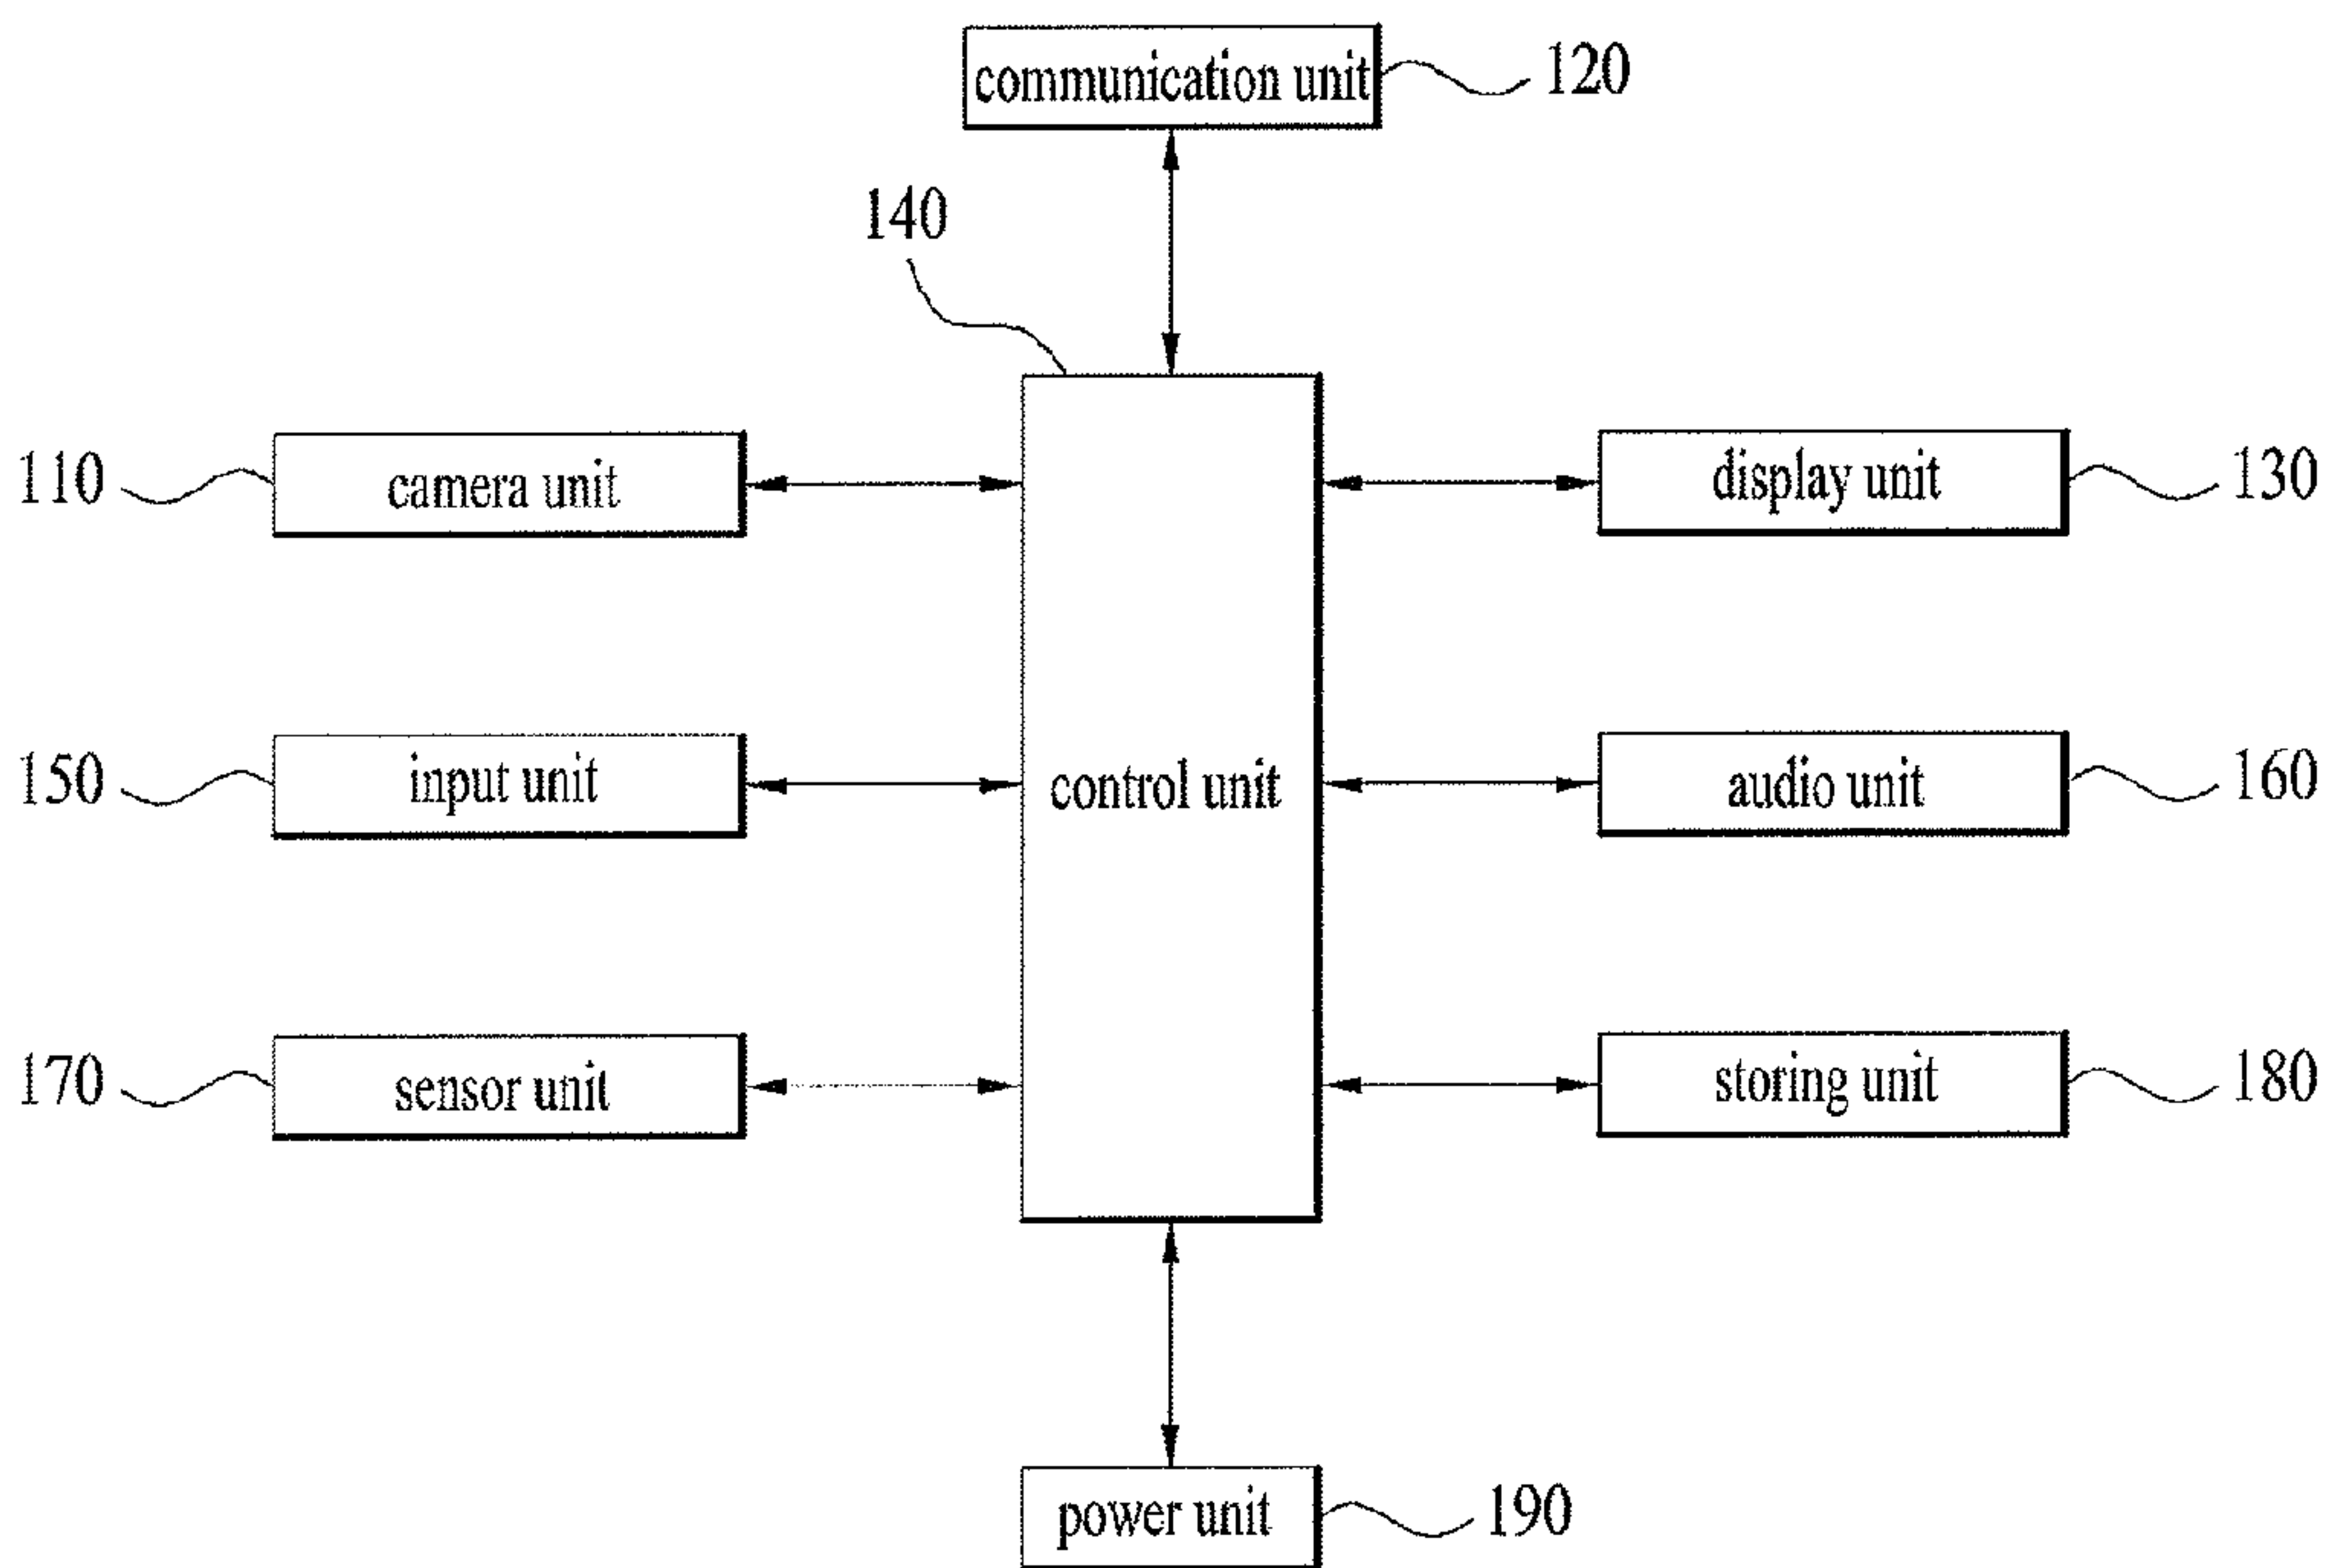 communication unit 120
140
110 camera unit display unit 130
150 input unit control unit audio unit 160
170 sensor unit storing unit 180
power unit 190